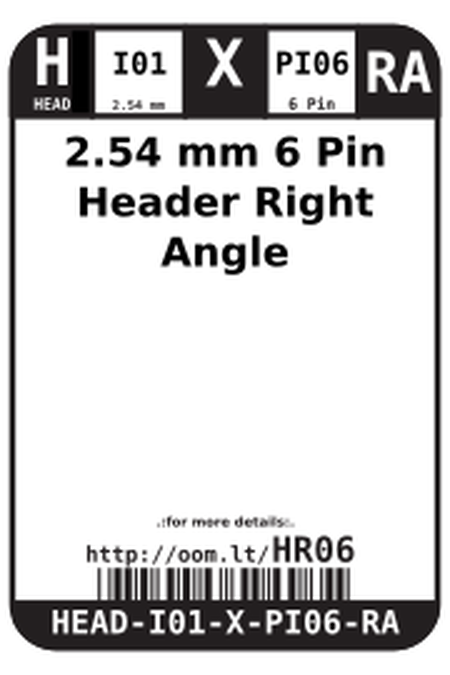 H I01 X PI06 RA
HEAD 2.54 mm 6 Pin
2.54 mm 6 Pin
Header Right
Angle
.:for more details:.
http://oom.lt/HR06
HEAD-I01-X-PI06-RA